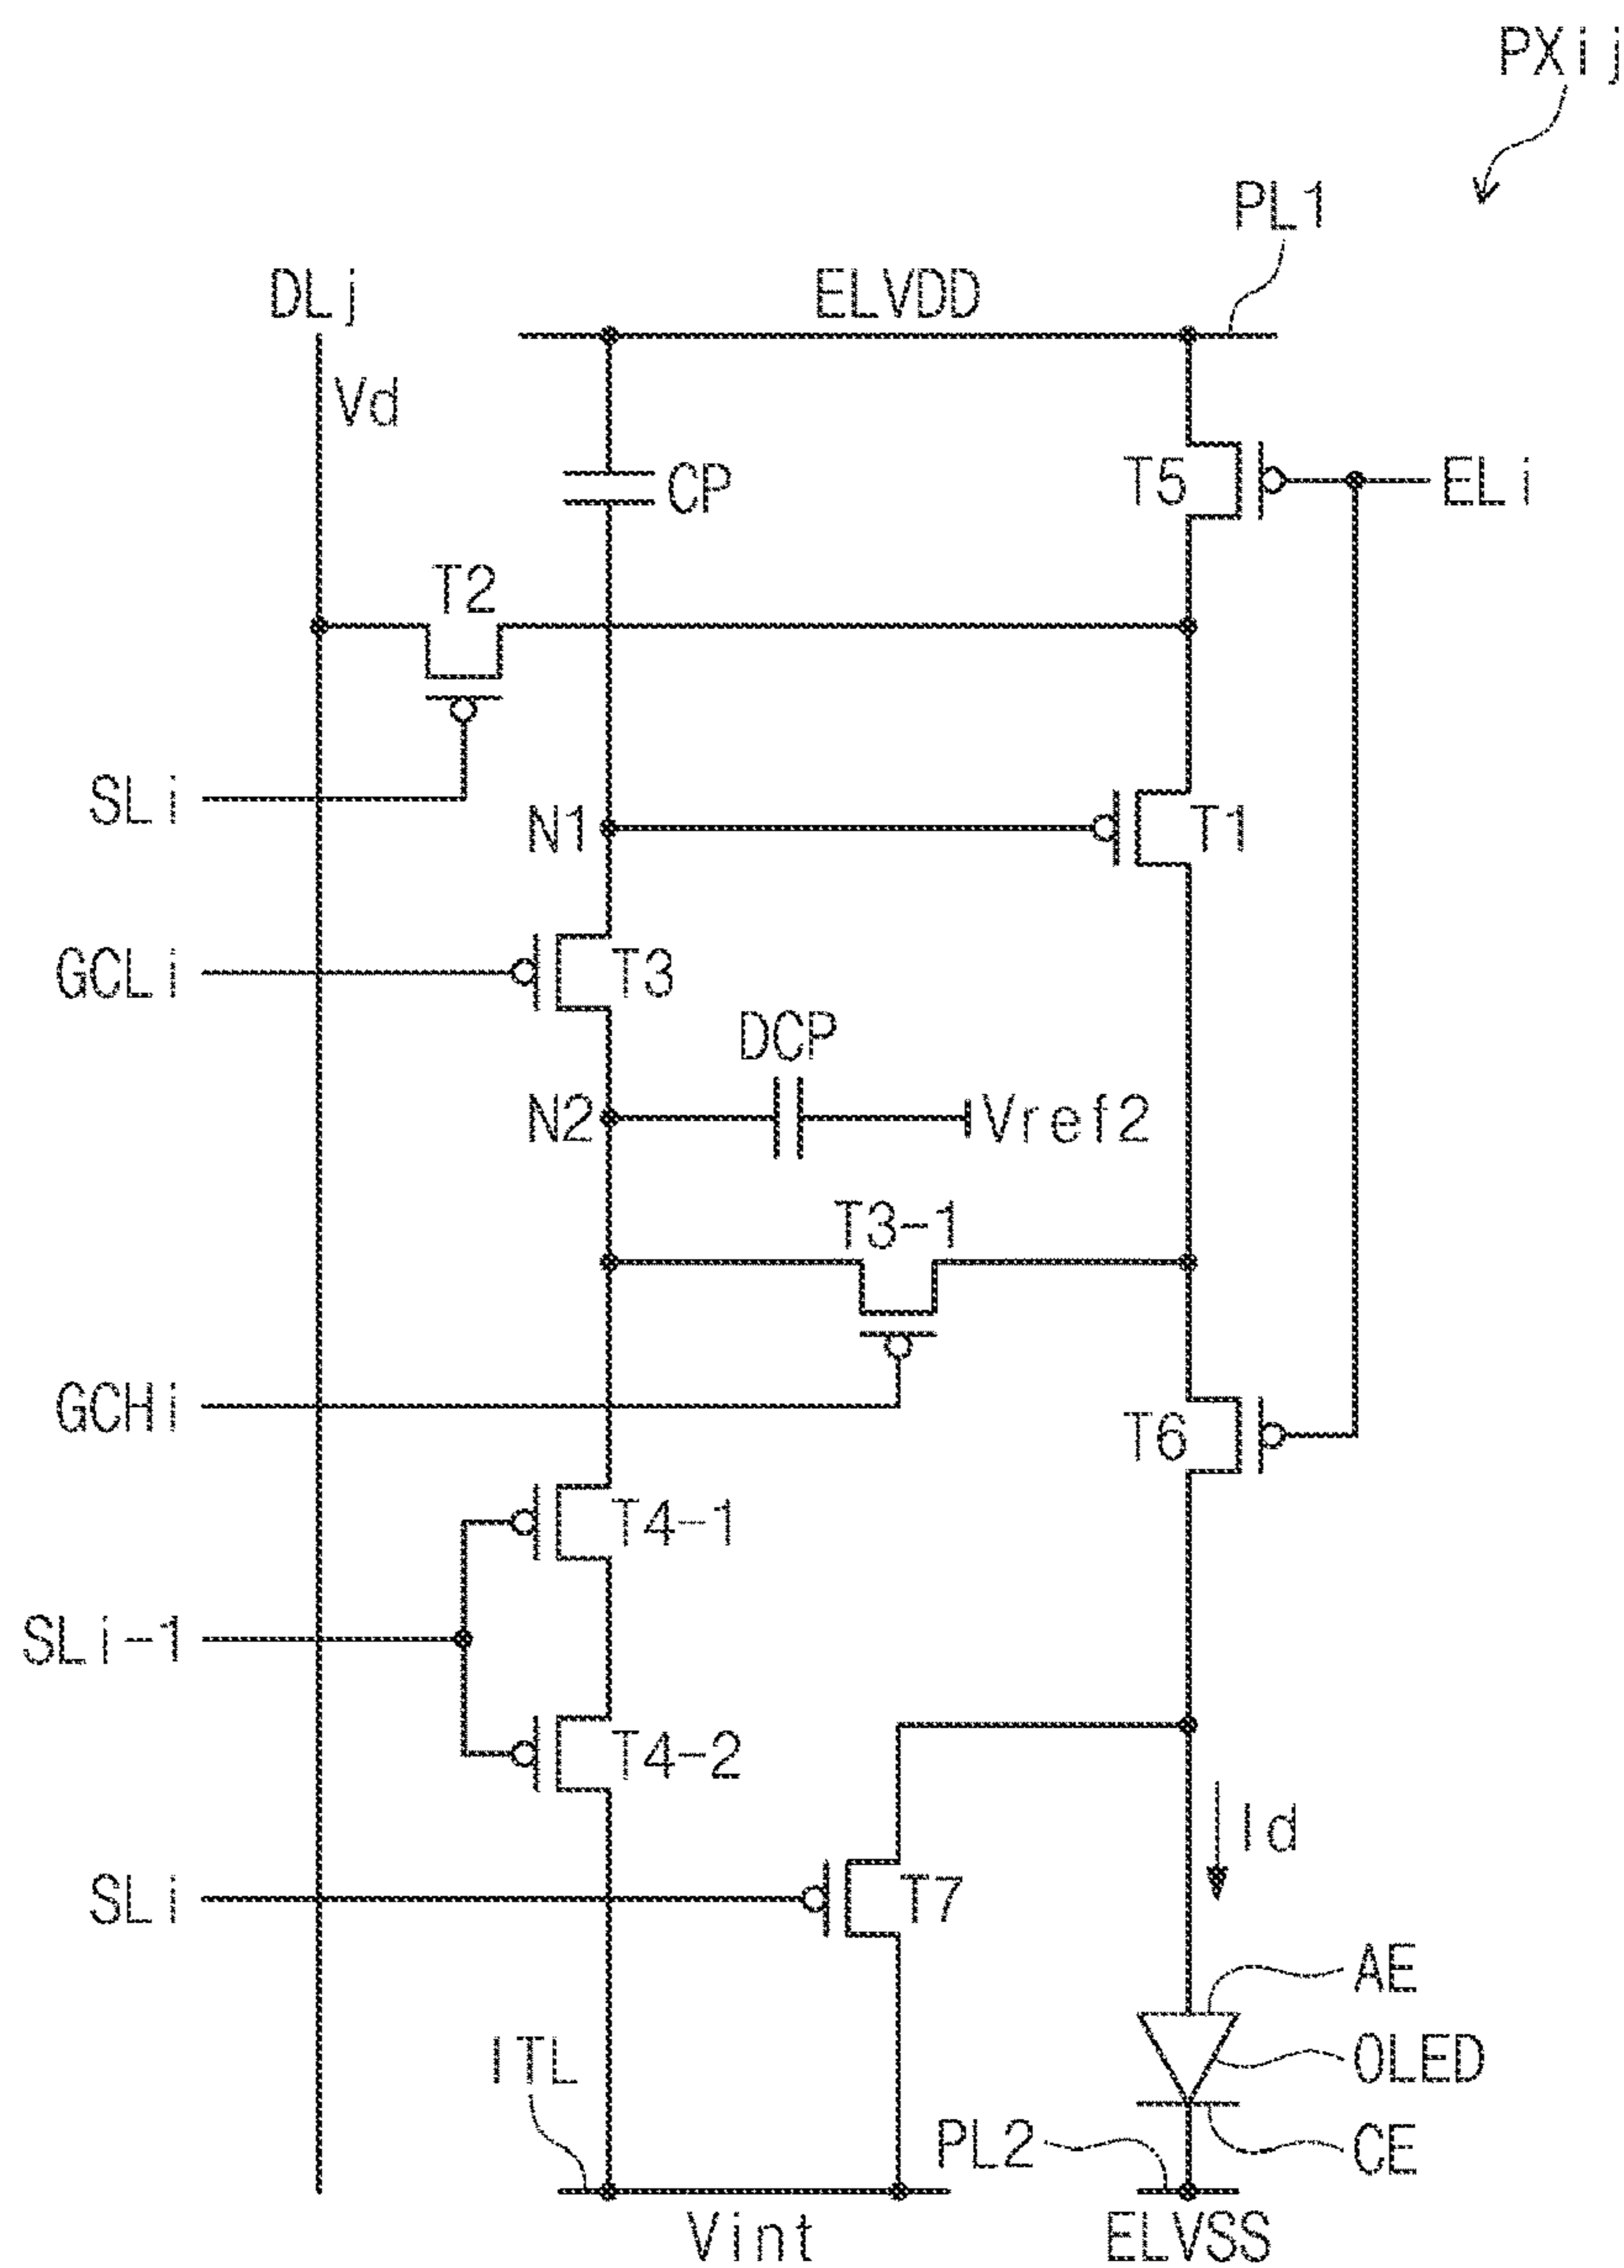 PXij
PL1
DLj
ELVDD
Vd
CP
T5
ELi
T2
SLi
N1
T1
GCLi
T3
DCP
N2
Vref2
T3-1
GCHi
T6
T4-1
SLi-1
T4-2
Id
SLi
T7
AE
ITL
OLED
PL2
CE
Vint
ELVSS